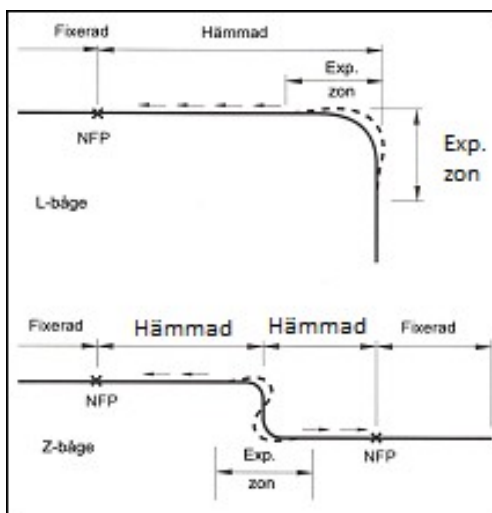 Fixerad
Hämmad
Exp.
zon
NFP
Exp.
zon
L-båge
Hämmad
Hämmad
Fixerad
Fixerad
NFP
Z-båge
Exp.
zon
NFP